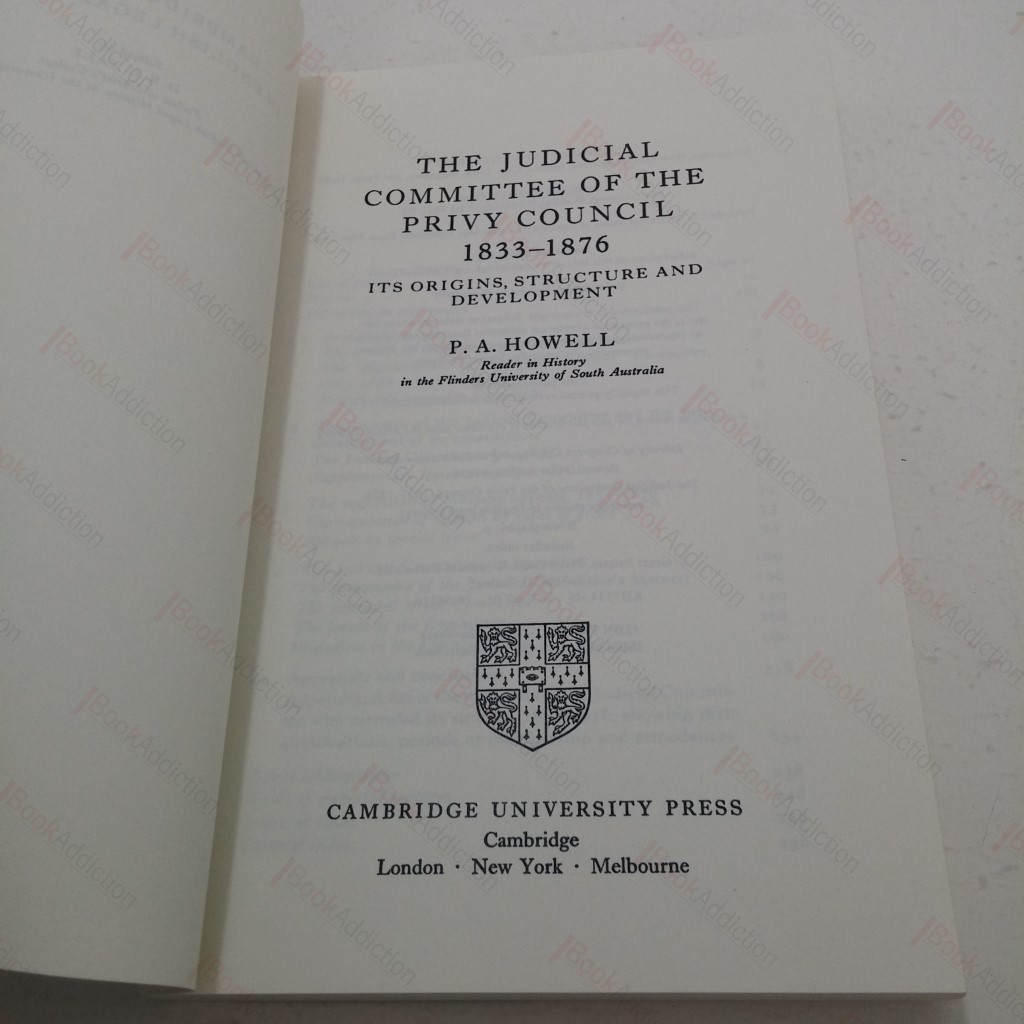 THE JUDICIAL
COMMITTEE OF THE
PRIVY COUNCIL
1833–1876
ITS ORIGINS, STRUCTURE AND
DEVELOPMENT
P. A. HOWELL
Reader in History
in the Flinders University of South Australia
CAMBRIDGE UNIVERSITY PRESS
Cambridge
London · New York · Melbourne
BookAddiction